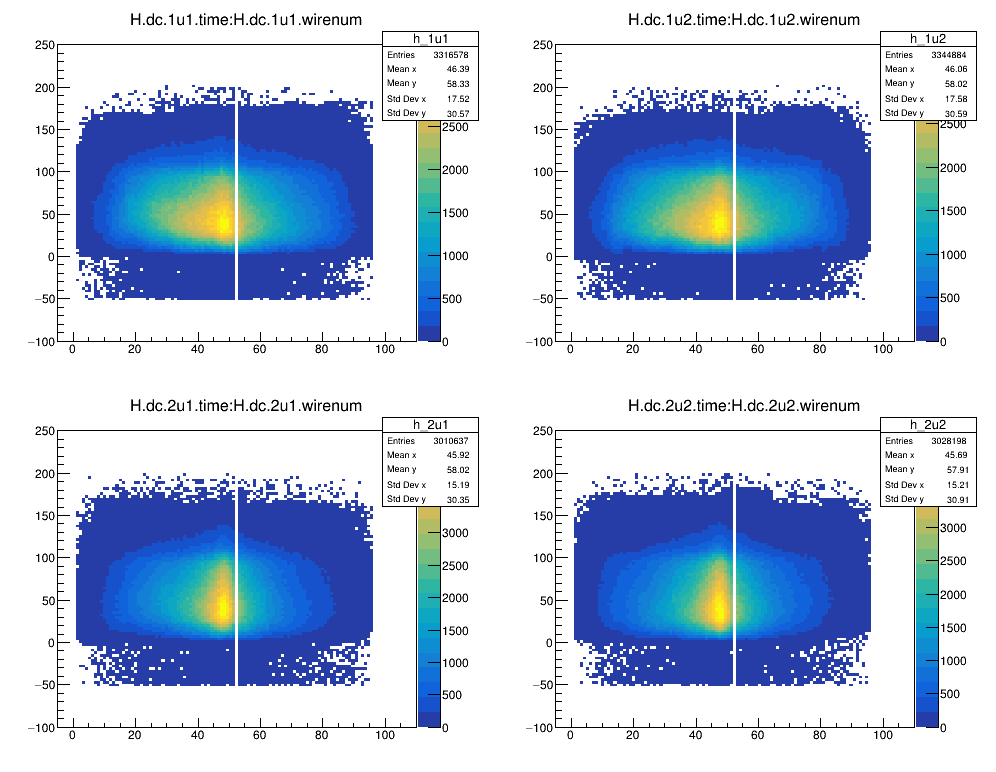 H.dc.1u1.time:H.dc.1u1.wirenum
h_1u1
Entries 3316578
Mean x 46.39
Mean y 58.33
Std Dev x 17.52
Std Dev y 30.57
250
200
150
100
50
0
−50
−100
0 20 40 60 80 100
2500
2000
1500
1000
500
0
H.dc.1u2.time:H.dc.1u2.wirenum
h_1u2
Entries 3344884
Mean x 46.06
Mean y 58.02
Std Dev x 17.58
Std Dev y 30.59
250
200
150
100
50
0
−50
−100
0 20 40 60 80 100
2500
2000
1500
1000
500
0
H.dc.2u1.time:H.dc.2u1.wirenum
h_2u1
Entries 3010637
Mean x 45.92
Mean y 58.02
Std Dev x 15.19
Std Dev y 30.35
250
200
150
100
50
0
−50
−100
0 20 40 60 80 100
3000
2500
2000
1500
1000
500
0
H.dc.2u2.time:H.dc.2u2.wirenum
h_2u2
Entries 3028198
Mean x 45.69
Mean y 57.91
Std Dev x 15.21
Std Dev y 30.91
250
200
150
100
50
0
−50
−100
0 20 40 60 80 100
3000
2500
2000
1500
1000
500
0